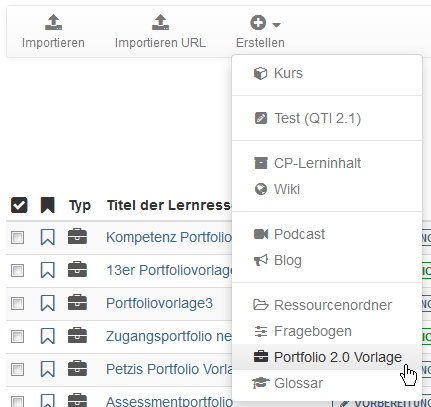 Importieren Importieren URL Erstellen
Kurs
Test (QTI 2.1)
CP-Lerninhalt
Wiki
Podcast
Blog
Ressourcenordner
Fragebogen
Portfolio 2.0 Vorlage
Glossar
Typ Titel der Lernress
Kompetenz Portfolio
13er Portfoliovorlage
Portfoliovorlage3
Zugangsportfolio ne
Petzis Portfolio Vorla
Assessmentportfolio VORBEREITUNG